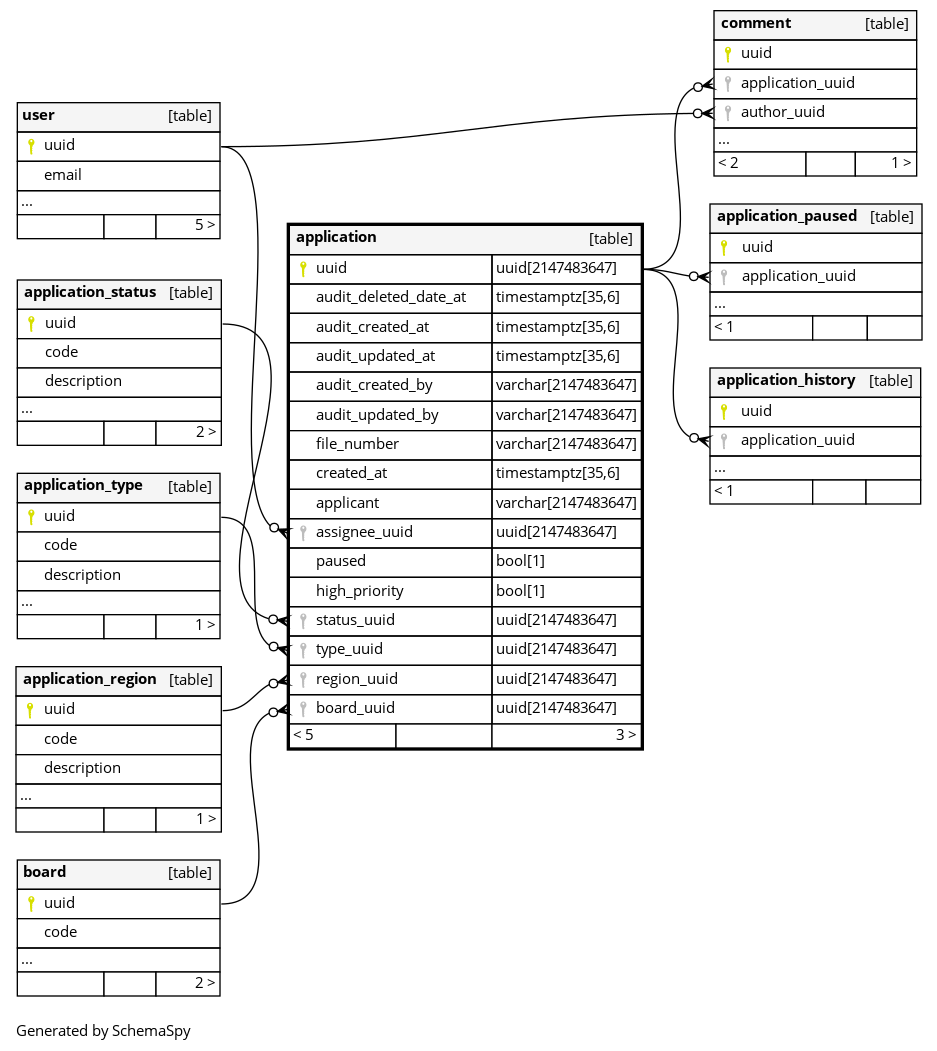 comment [table]
uuid
application_uuid
author_uuid
...
< 2 1 >
user [table]
uuid
email
...
5 >
application_paused [table]
uuid
application_uuid
...
< 1
application [table]
uuid uuid[2147483647]
audit_deleted_date_at timestamptz[35,6]
audit_created_at timestamptz[35,6]
audit_updated_at timestamptz[35,6]
audit_created_by varchar[2147483647]
audit_updated_by varchar[2147483647]
file_number varchar[2147483647]
created_at timestamptz[35,6]
applicant varchar[2147483647]
assignee_uuid uuid[2147483647]
paused bool[1]
high_priority bool[1]
status_uuid uuid[2147483647]
type_uuid uuid[2147483647]
region_uuid uuid[2147483647]
board_uuid uuid[2147483647]
< 5 3 >
application_status [table]
uuid
code
description
...
2 >
application_history [table]
uuid
application_uuid
...
< 1
application_type [table]
uuid
code
description
...
1 >
application_region [table]
uuid
code
description
...
1 >
board [table]
uuid
code
...
2 >
Generated by SchemaSpy